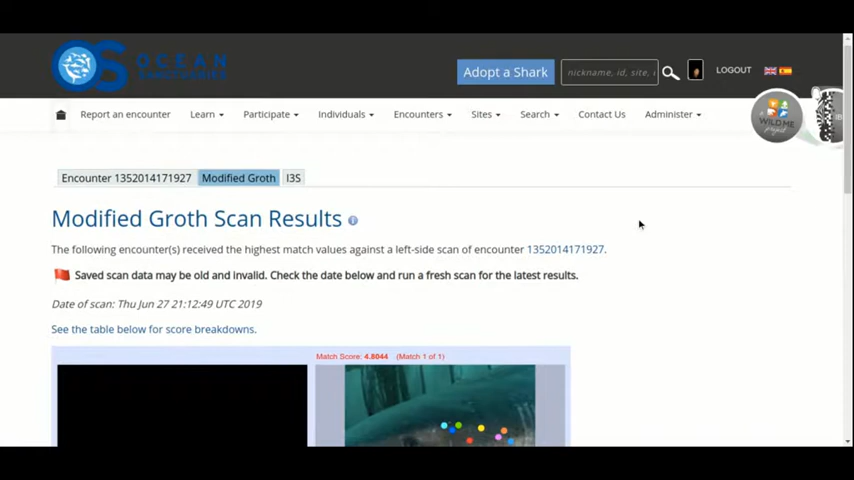 OCEAN
SANCTUARIES
Adopt a Shark
nickname, id, site,
LOGOUT
Report an encounter
Learn
Participate
Individuals
Encounters
Sites
Search
Contact Us
Administer
WILD ME
project
Encounter 1352014171927
Modified Groth
I3S
Modified Groth Scan Results
The following encounter(s) received the highest match values against a left-side scan of encounter 1352014171927.
Saved scan data may be old and invalid. Check the date below and run a fresh scan for the latest results.
Date of scan: Thu Jun 27 21:12:49 UTC 2019
See the table below for score breakdowns.
Match Score: 4.8044 (Match 1 of 1)